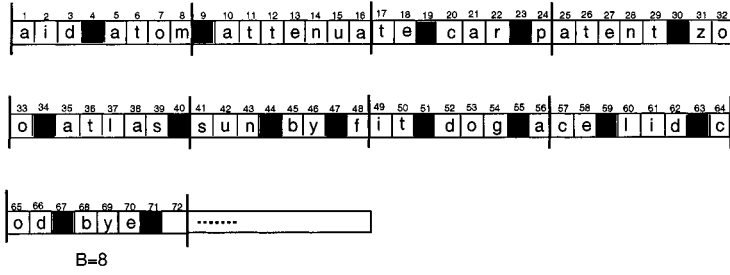 1 2 3 4 5 6 7 8 9 10 11 12 13 14 15 16 17 18 19 20 21 22 23 24 25 26 27 28 29 30 31 32
a i d a t o m a t t e n u a t e c a r p a t e n t z o
33 34 35 36 37 38 39 40 41 42 43 44 45 46 47 48 49 50 51 52 53 54 55 56 57 58 59 60 61 62 63 64
o a t l a s s u n b y f i t d o g a c e l i d c
65 66 67 68 69 70 71 72
o d b y e -------
B=8